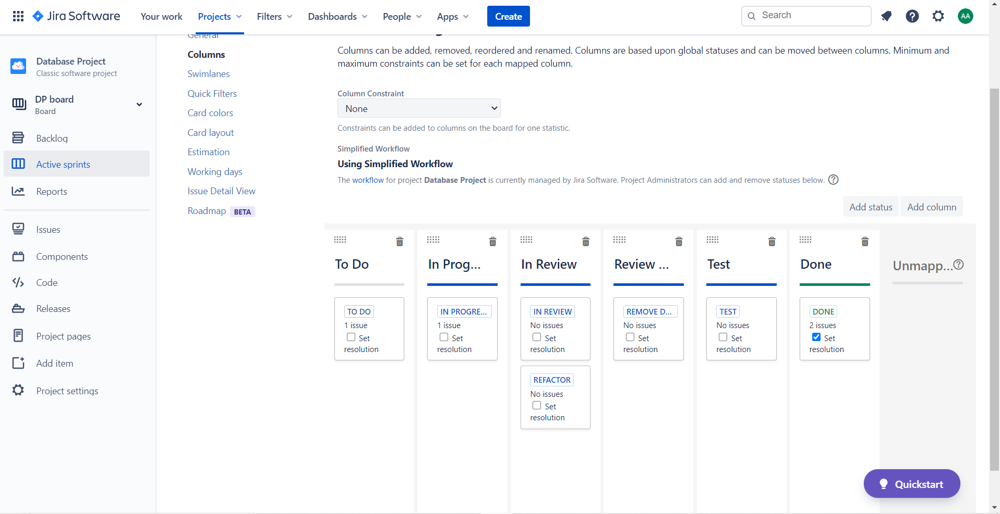 Jira Software
Your work
Projects
Filters
Dashboards
People
Apps
Create
Search
AA
Database Project
Classic software project
DP board
Board
Backlog
Active sprints
Reports
Issues
Components
Code
Releases
Project pages
Add item
Project settings
General
Columns
Swimlanes
Quick Filters
Card colors
Card layout
Estimation
Working days
Issue Detail View
Roadmap BETA
Columns can be added, removed, reordered and renamed. Columns are based upon global statuses and can be moved between columns. Minimum and
maximum constraints can be set for each mapped column.
Column Constraint
None
Constraints can be added to columns on the board for one statistic.
Simplified Workflow
Using Simplified Workflow
The workflow for project Database Project is currently managed by Jira Software. Project Administrators can add and remove statuses below.
Add status
Add column
To Do
TO DO
1 issue
Set
resolution
In Prog...
IN PROGRE...
1 issue
Set
resolution
In Review
IN REVIEW
No issues
Set
resolution
REFACTOR
No issues
Set
resolution
Review ...
REMOVE D...
No issues
Set
resolution
Test
TEST
No issues
Set
resolution
Done
DONE
2 issues
Set
resolution
Unmapp...
Quickstart